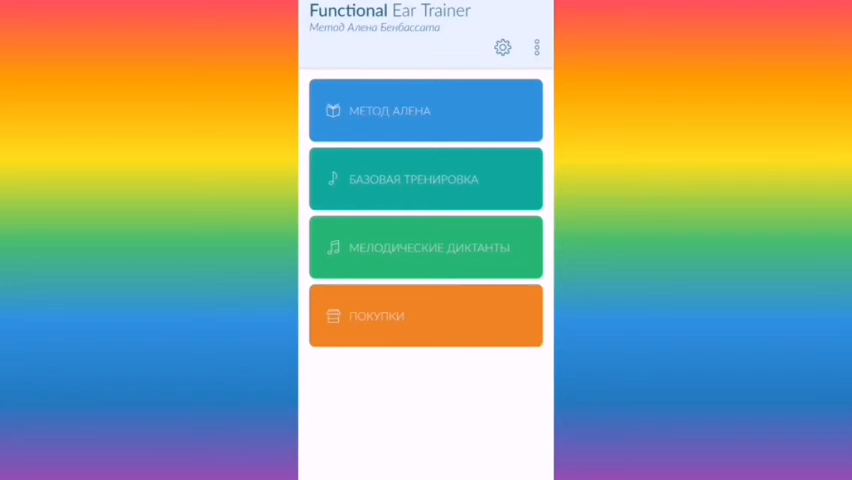 Functional Ear Trainer
Метод Алена Бенбассата
МЕТОД АЛЕНА
БАЗОВАЯ ТРЕНИРОВКА
МЕЛОДИЧЕСКИЕ ДИКТАНТЫ
ПОКУПКИ